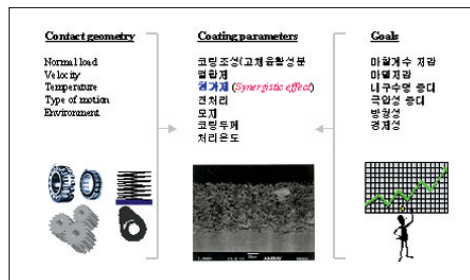 Contact geometry
Normal load
Velocity
Temperature
Type of motion
Environment
Coating parameters
코팅조성(고체윤활성분
결합제
첨가제 (Synergistic effect)
전처리
모재
코팅두께
처리온도
Goals
마찰계수 저감
마멸저감
내구수명 증대
극압성 증대
방청성
경제성